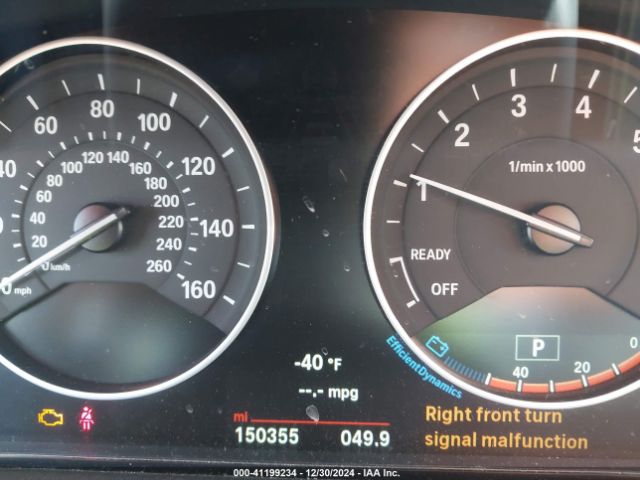 40 60 80 100 120 140 160
0 mph
20 40 60 80 100 120 140 160 180 200 220 240 260
0 km/h
1 2 3 4 5
1/min x 1000
READY
OFF
EfficientDynamics
P
40 20 0
-40 °F
--.- mpg
mi
150355 049.9
Right front turn
signal malfunction
000-41199234 - 12/30/2024 - IAA Inc.